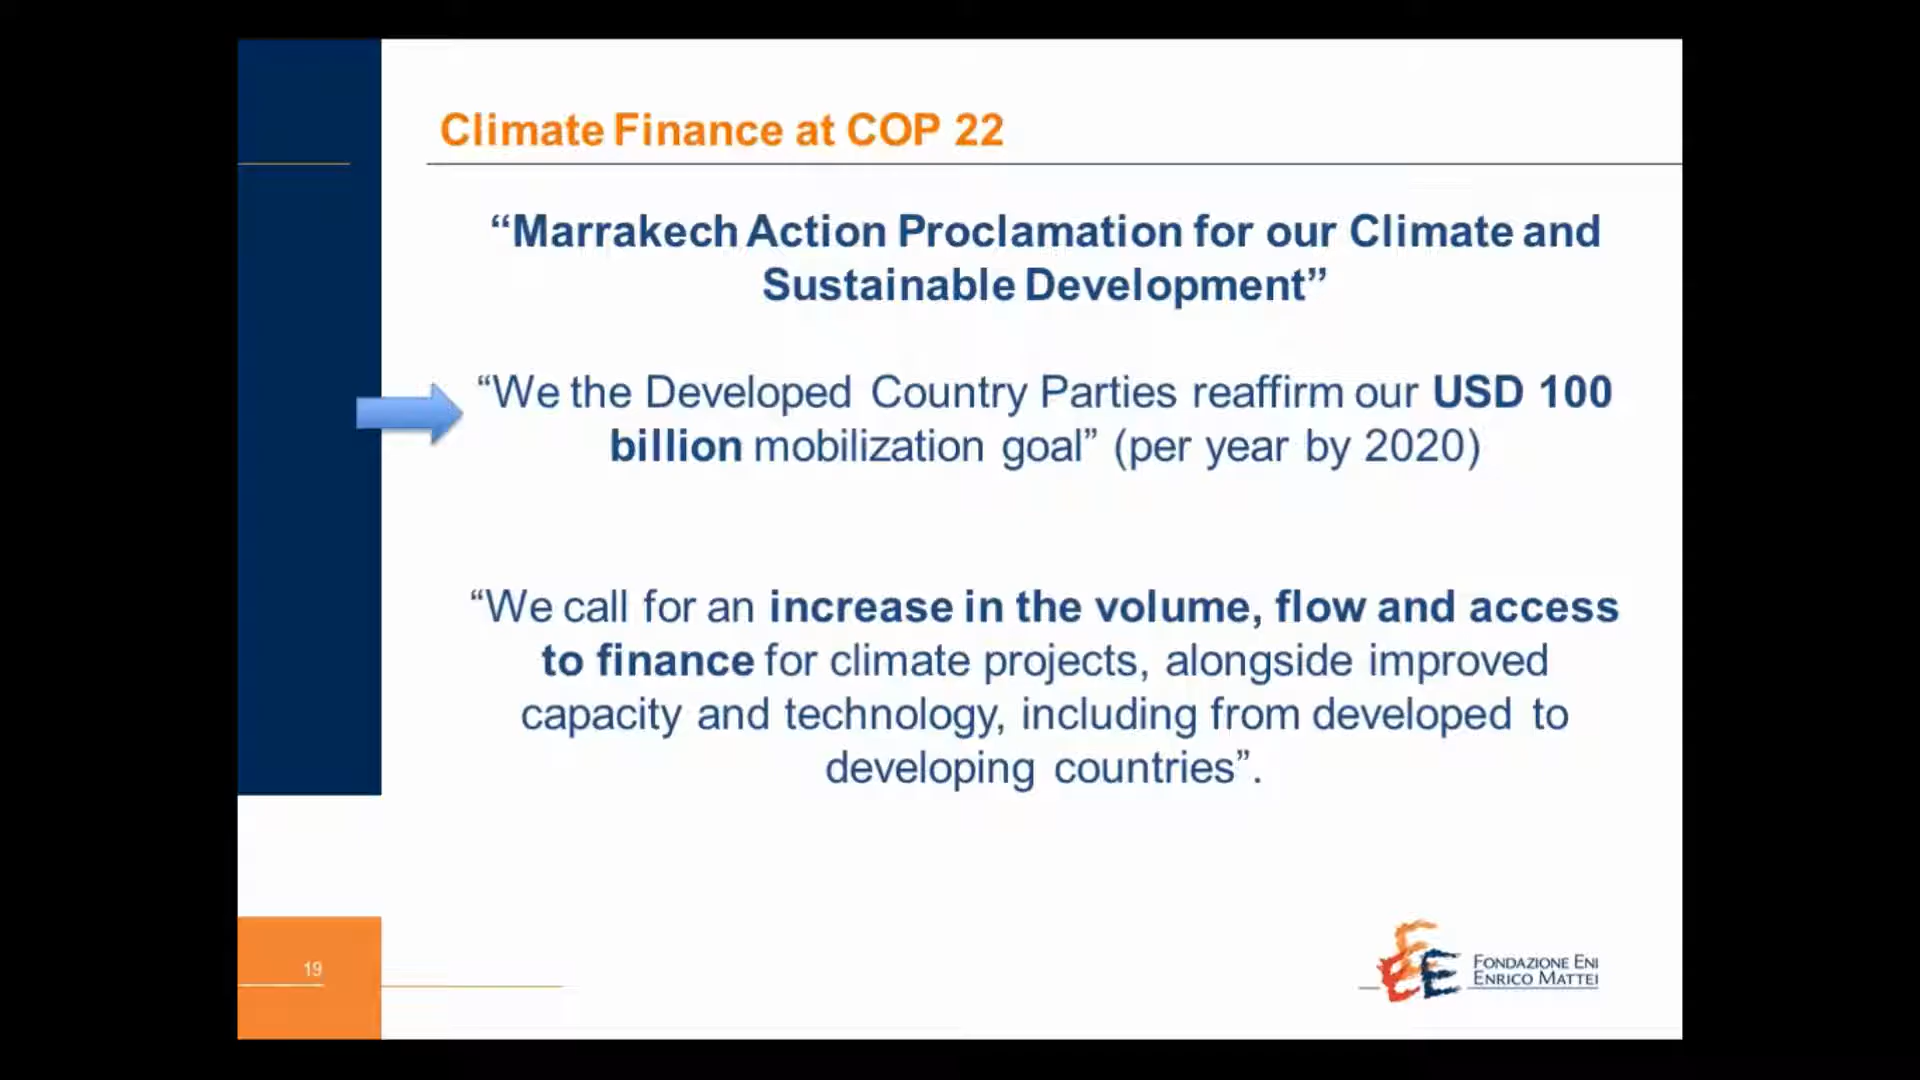 Climate Finance at COP 22
“Marrakech Action Proclamation for our Climate and
Sustainable Development”
“We the Developed Country Parties reaffirm our USD 100
billion mobilization goal” (per year by 2020)
“We call for an increase in the volume, flow and access
to finance for climate projects, alongside improved
capacity and technology, including from developed to
developing countries”.
19
FONDAZIONE ENI
ENRICO MATTEI